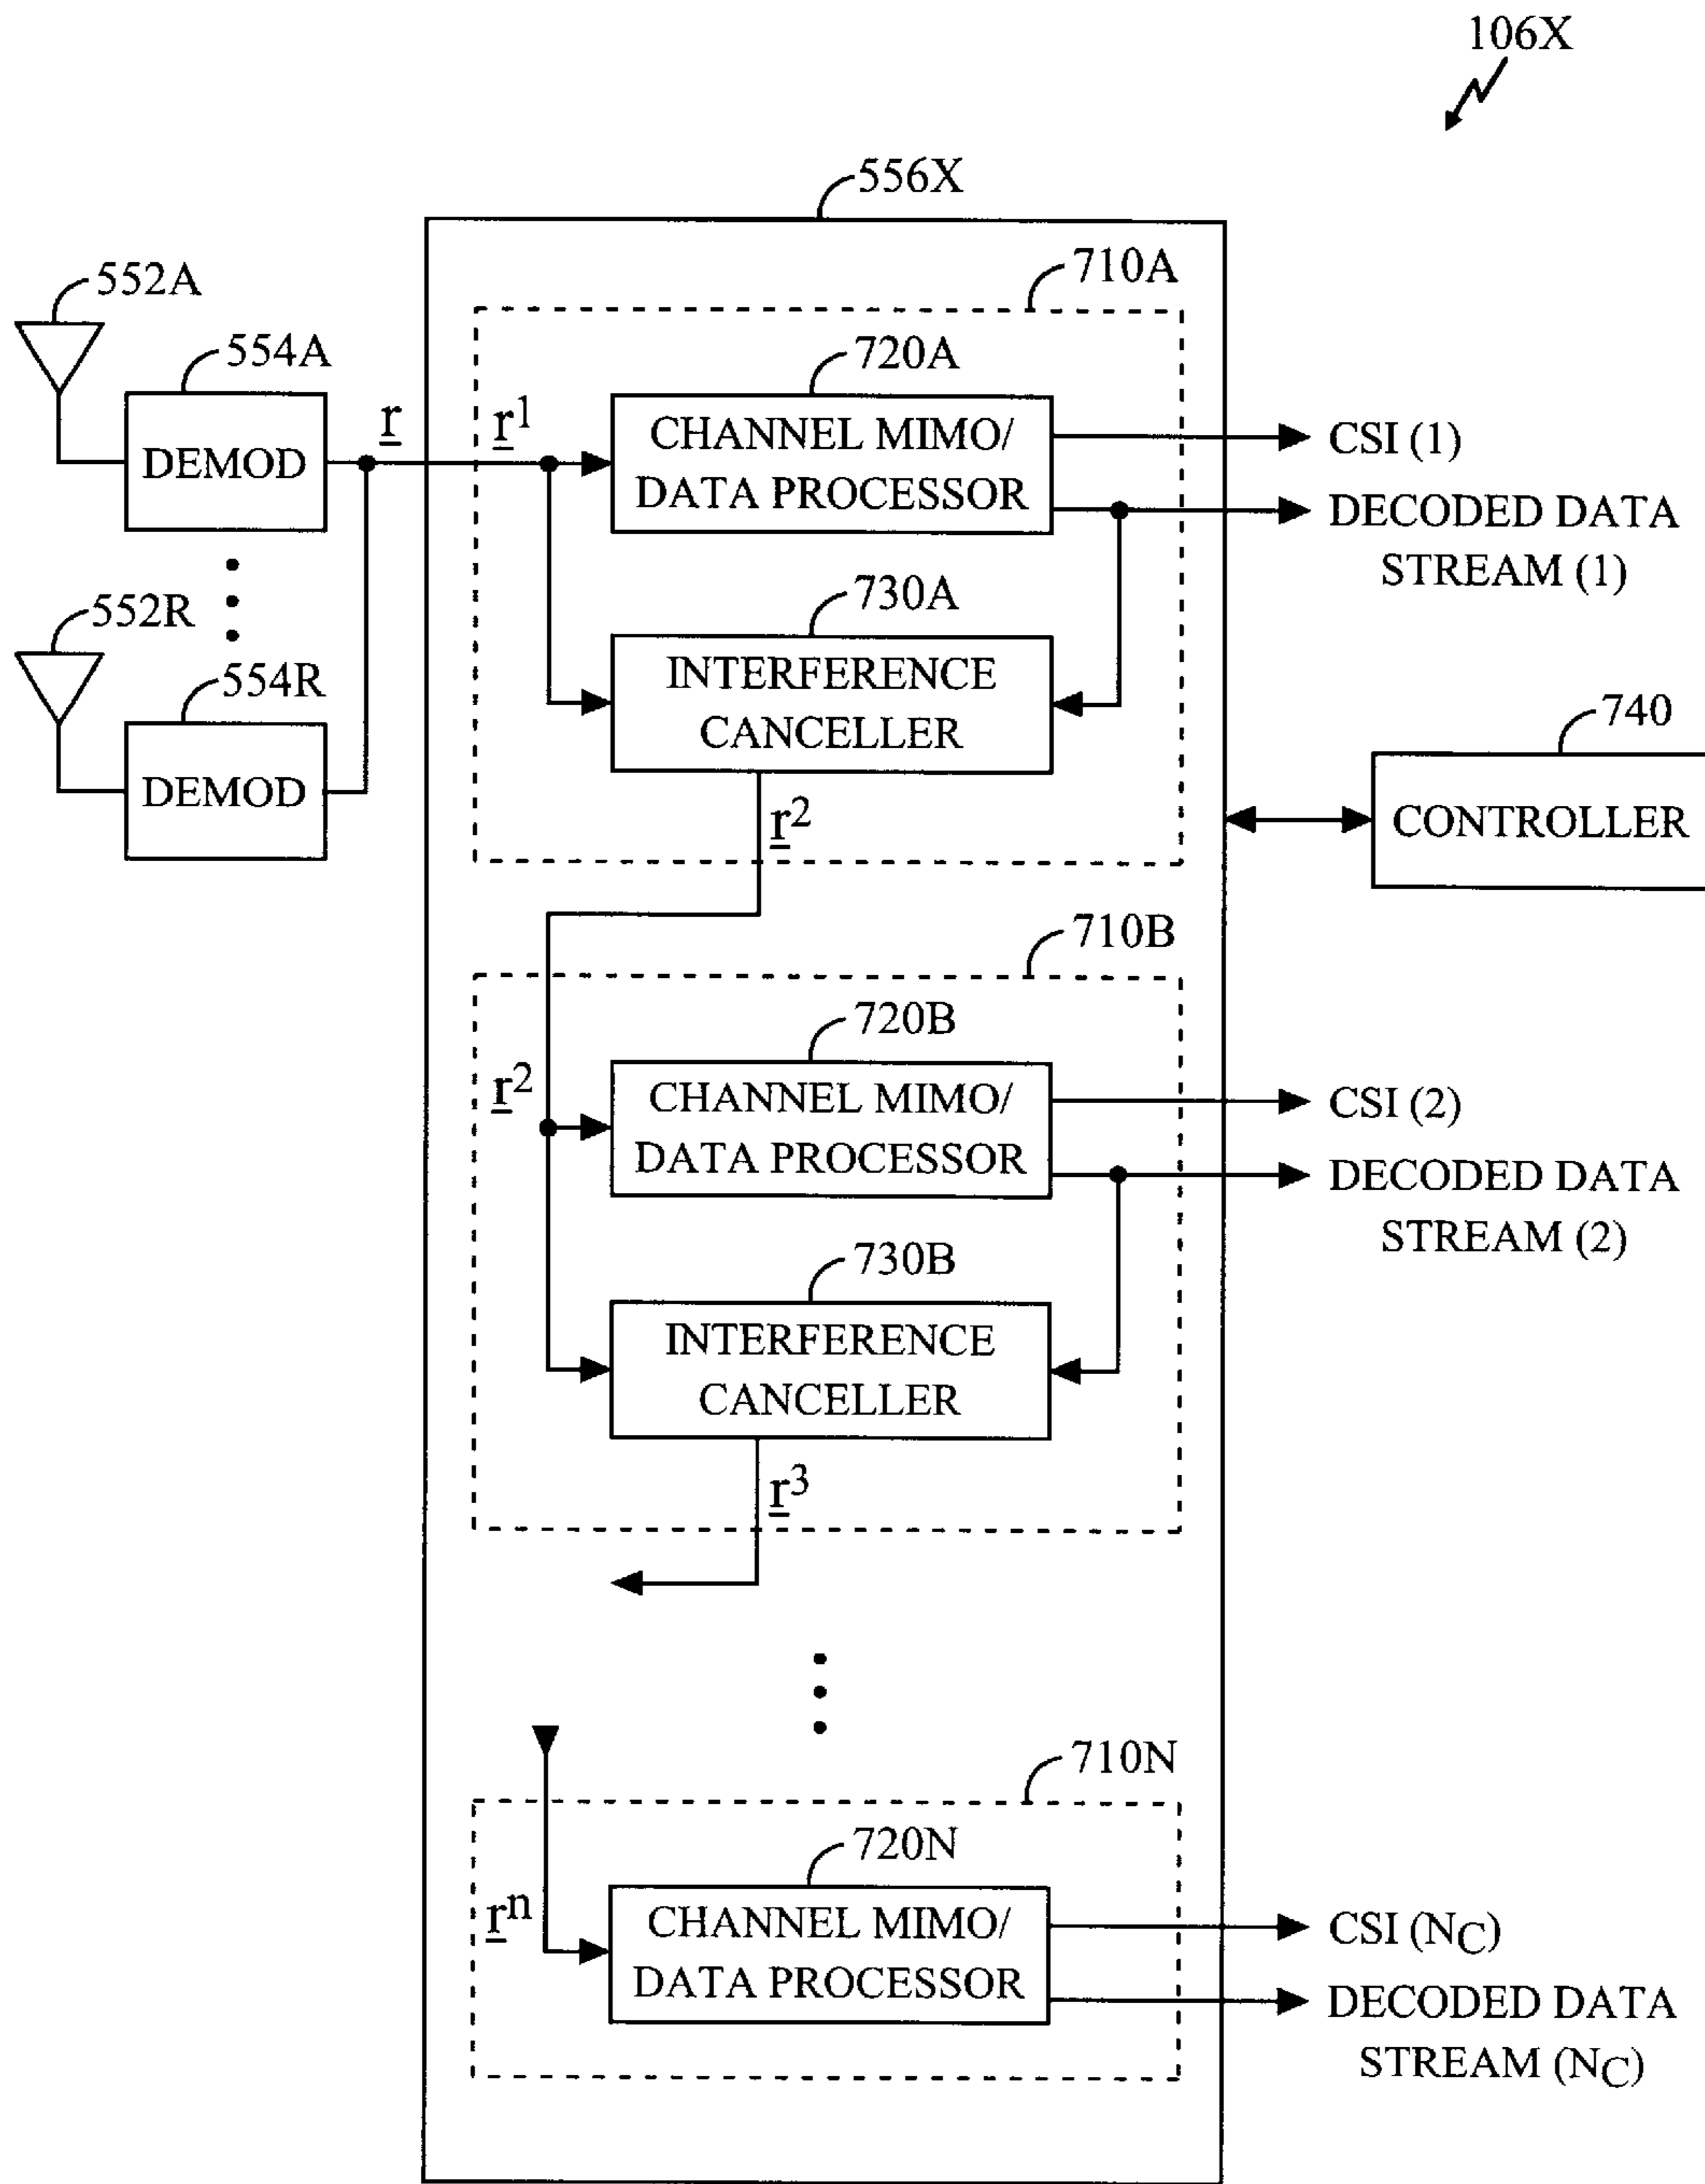 106X
556X
710A
552A
554A
720A
DEMOD
r
r1
CHANNEL MIMO/
DATA PROCESSOR
CSI (1)
DECODED DATA
STREAM (1)
552R
554R
730A
DEMOD
INTERFERENCE
CANCELLER
740
CONTROLLER
r2
710B
720B
r2
CHANNEL MIMO/
DATA PROCESSOR
CSI (2)
DECODED DATA
STREAM (2)
730B
INTERFERENCE
CANCELLER
r3
710N
720N
rn
CHANNEL MIMO/
DATA PROCESSOR
CSI (NC)
DECODED DATA
STREAM (NC)